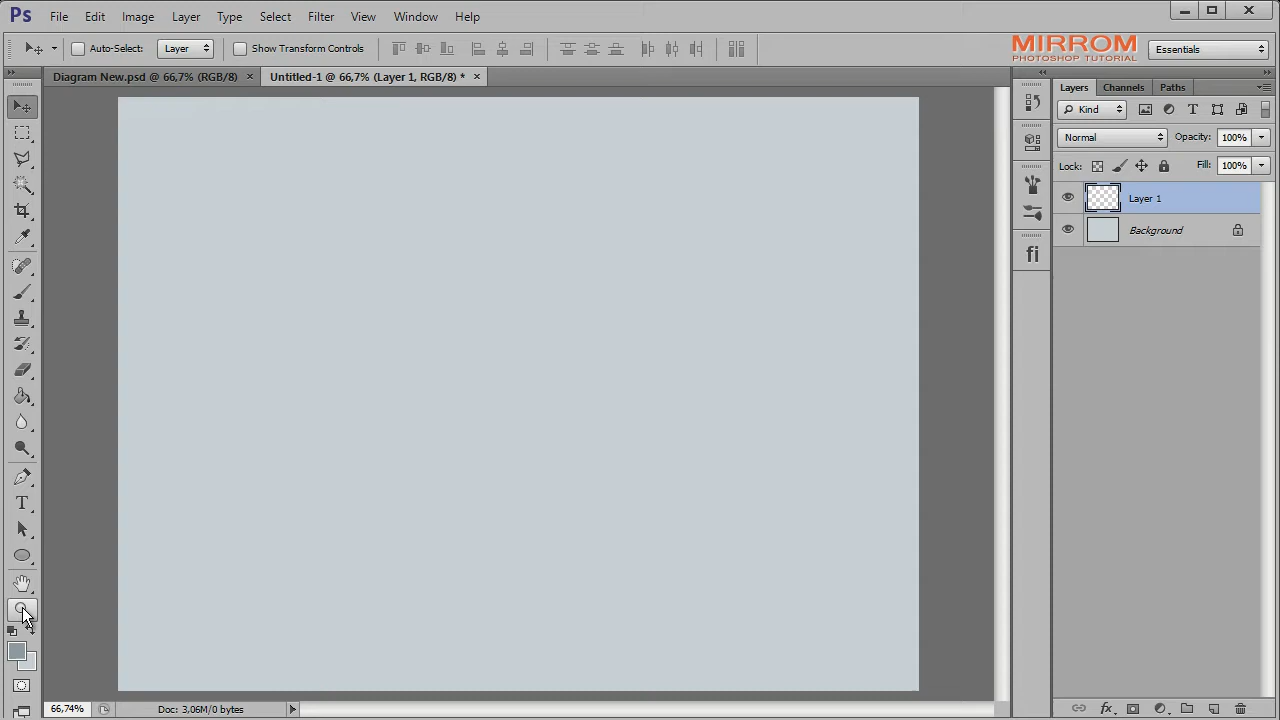 Ps File Edit Image Layer Type Select Filter View Window Help
Auto-Select: Layer Show Transform Controls
MIRROM
PHOTOSHOP TUTORIAL
Essentials
Diagram New.psd @ 66,7% (RGB/8) × Untitled-1 @ 66,7% (Layer 1, RGB/8) * ×
Layers Channels Paths
Kind
Normal Opacity: 100%
Lock: Fill: 100%
Layer 1
Background
fi
T
fx
66,74% Doc: 3,06M/0 bytes